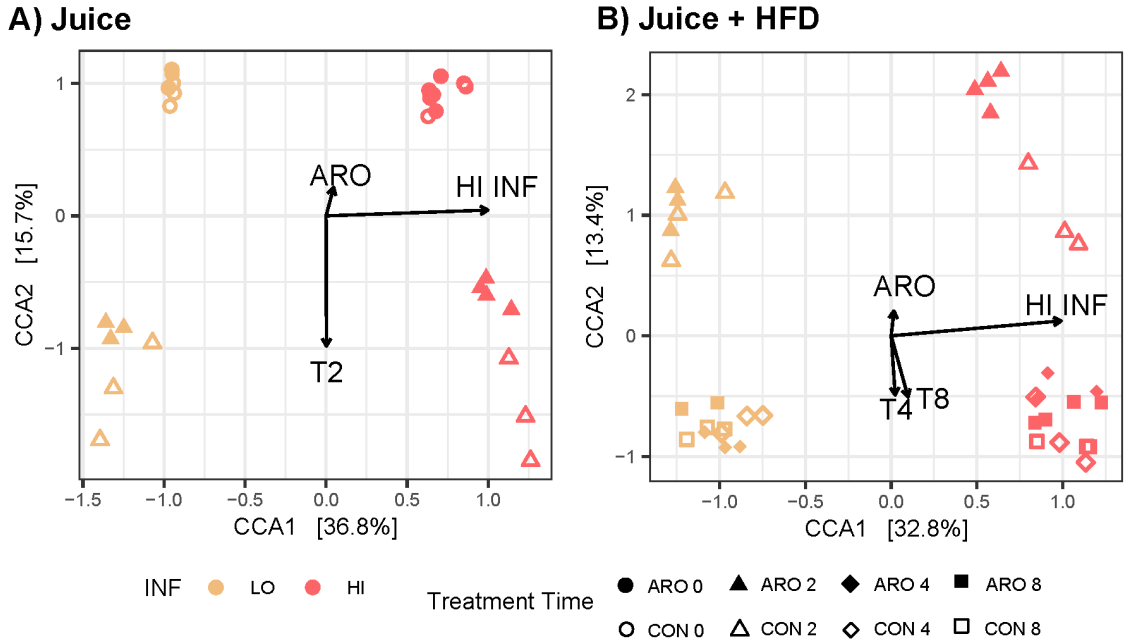 A) Juice
B) Juice + HFD
1
0
−1
CCA2 [15.7%]
ARO
HI INF
T2
−1.5 −1.0 −0.5 0.0 0.5 1.0
CCA1 [36.8%]
2
1
0
−1
CCA2 [13.4%]
ARO
HI INF
T4
T8
−1.0 −0.5 0.0 0.5 1.0
CCA1 [32.8%]
INF LO HI
Treatment Time
ARO 0 ARO 2 ARO 4 ARO 8
CON 0 CON 2 CON 4 CON 8